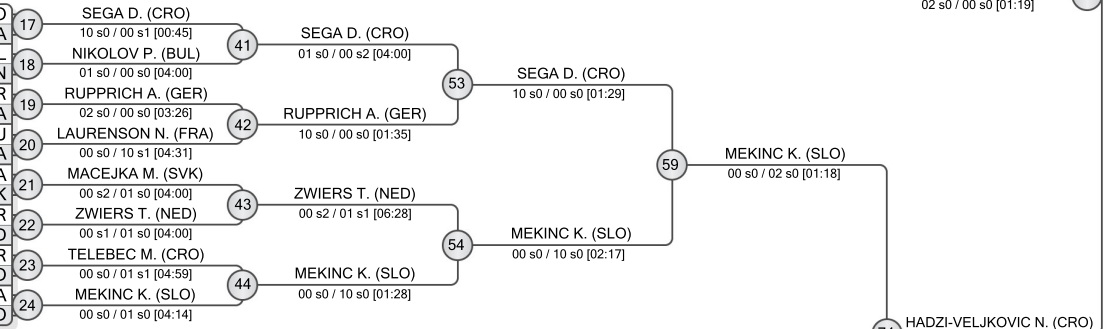 02 s0 / 00 s0 [01:19]
17
SEGA D. (CRO)
10 s0 / 00 s1 [00:45]
41
SEGA D. (CRO)
01 s0 / 00 s2 [04:00]
18
NIKOLOV P. (BUL)
01 s0 / 00 s0 [04:00]
53
SEGA D. (CRO)
10 s0 / 00 s0 [01:29]
19
RUPPRICH A. (GER)
02 s0 / 00 s0 [03:26]
42
RUPPRICH A. (GER)
10 s0 / 00 s0 [01:35]
20
LAURENSON N. (FRA)
00 s0 / 10 s1 [04:31]
59
MEKINC K. (SLO)
00 s0 / 02 s0 [01:18]
21
MACEJKA M. (SVK)
00 s2 / 01 s0 [04:00]
43
ZWIERS T. (NED)
00 s2 / 01 s1 [06:28]
22
ZWIERS T. (NED)
00 s1 / 01 s0 [04:00]
54
MEKINC K. (SLO)
00 s0 / 10 s0 [02:17]
23
TELEBEC M. (CRO)
00 s0 / 01 s1 [04:59]
44
MEKINC K. (SLO)
00 s0 / 10 s0 [01:28]
24
MEKINC K. (SLO)
00 s0 / 01 s0 [04:14]
HADZI-VELJKOVIC N. (CRO)